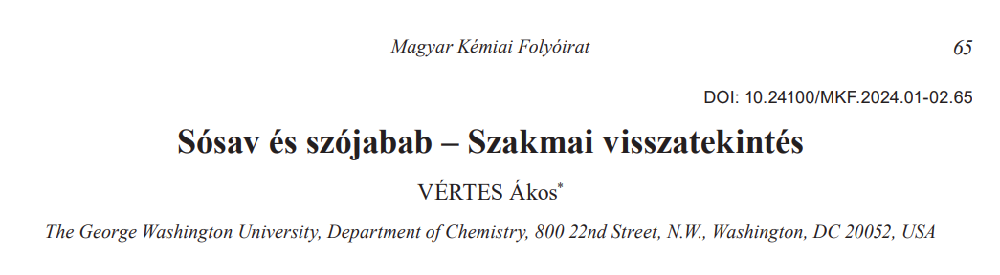 Magyar Kémiai Folyóirat 65
DOI: 10.24100/MKF.2024.01-02.65
Sósav és szójabab – Szakmai visszatekintés
VÉRTES Ákos*
The George Washington University, Department of Chemistry, 800 22nd Street, N.W., Washington, DC 20052, USA